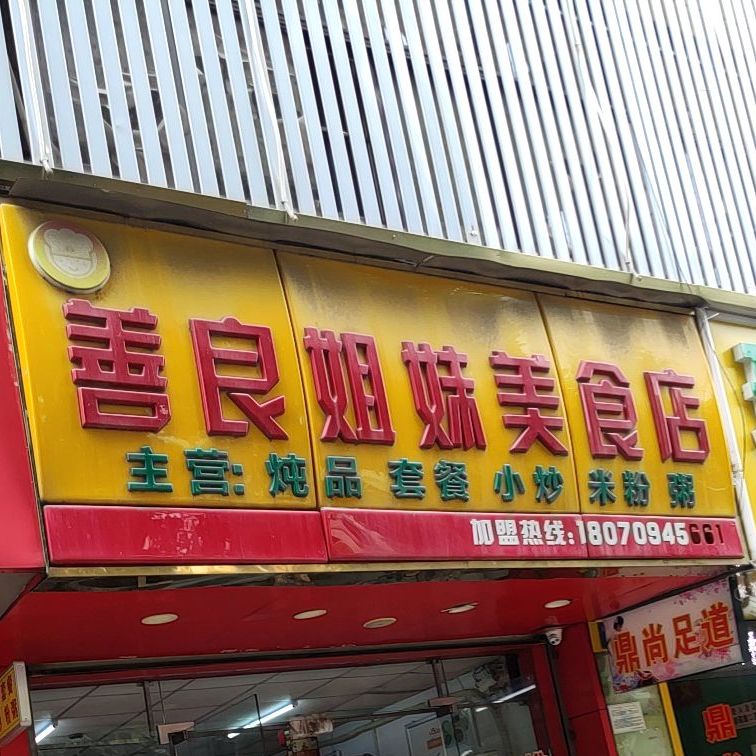 善良姐妹美食店
主营: 炖品 套餐 小炒 米粉 粥
加盟热线:18070945661
鼎尚足道
鼎